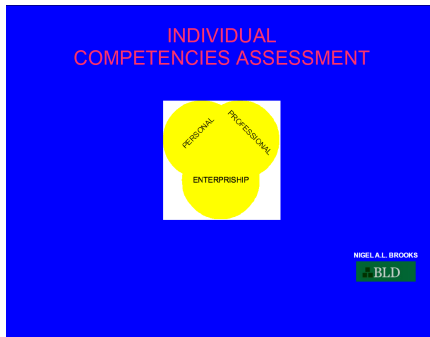 INDIVIDUAL
COMPETENCIES ASSESSMENT
PERSONAL
PROFESSIONAL
ENTERPRISHIP
NIGEL A.L. BROOKS
BLD